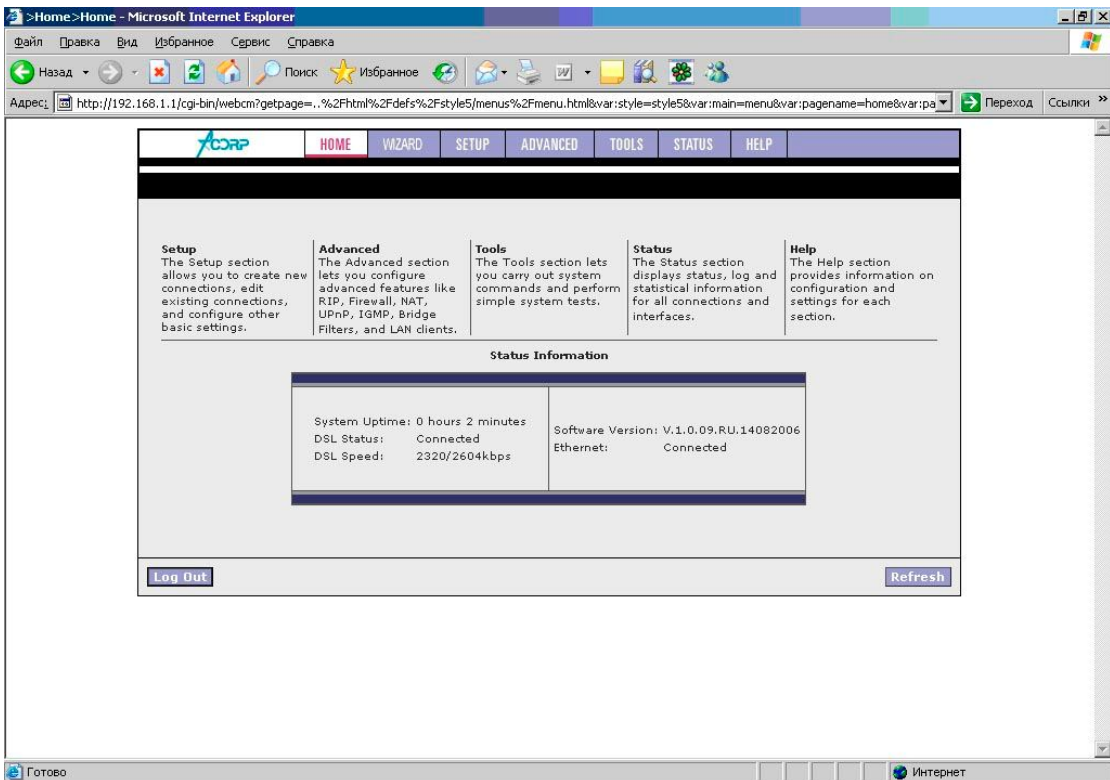 >Home>Home - Microsoft Internet Explorer
Файл Правка Вид Избранное Сервис Справка
Назад Поиск Избранное
Адрес: http://192.168.1.1/cgi-bin/webcm?getpage=..%2Fhtml%2Fdefs%2Fstyle5/menus%2Fmenu.html&var:style=style5&var:main=menu&var:pagename=home&var:pa Переход Ссылки »
ACORP HOME WIZARD SETUP ADVANCED TOOLS STATUS HELP
Setup
The Setup section
allows you to create new
connections, edit
existing connections,
and configure other
basic settings.
Advanced
The Advanced section
lets you configure
advanced features like
RIP, Firewall, NAT,
UPnP, IGMP, Bridge
Filters, and LAN clients.
Tools
The Tools section lets
you carry out system
commands and perform
simple system tests.
Status
The Status section
displays status, log and
statistical information
for all connections and
interfaces.
Help
The Help section
provides information on
configuration and
settings for each
section.
Status Information
System Uptime: 0 hours 2 minutes
DSL Status: Connected
DSL Speed: 2320/2604kbps
Software Version: V.1.0.09.RU.14082006
Ethernet: Connected
Log Out Refresh
Готово Интернет